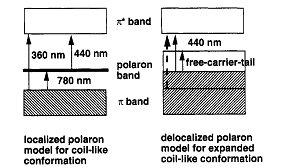 π* band
360 nm
440 nm
440 nm
free-carrier-tail
polaron
band
780 nm
π band
localized polaron
model for coil-like
conformation
delocalized polaron
model for expanded
coil-like conformation